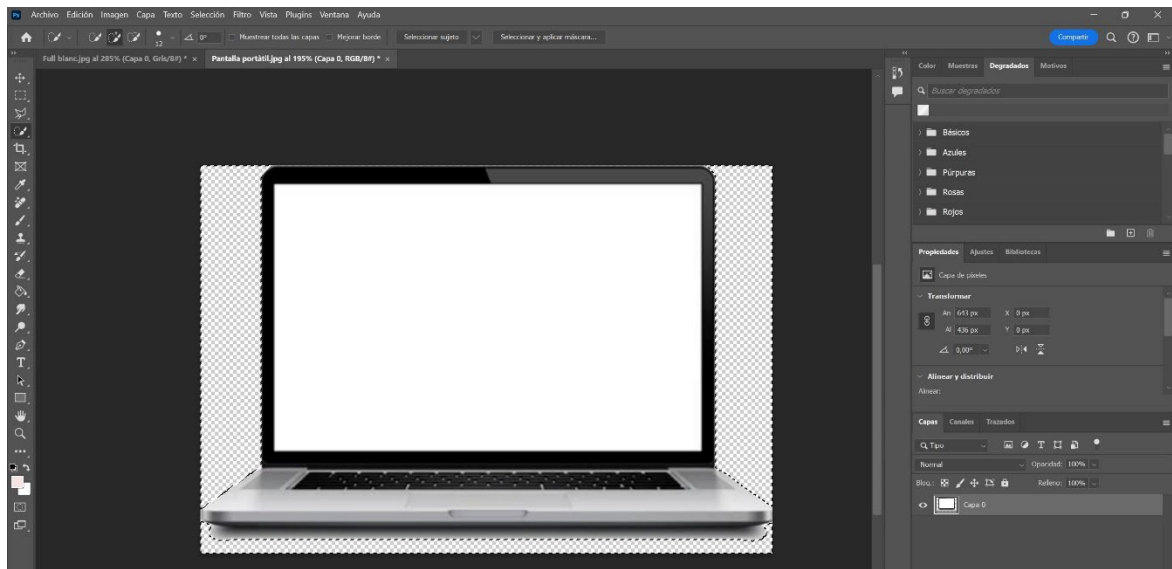 Ps Archivo Edición Imagen Capa Texto Selección Filtro Vista Plugins Ventana Ayuda
12 0° Muestrear todas las capas Mejorar borde Seleccionar sujeto Seleccionar y aplicar máscara... Compartir
Full blanc.jpg al 285% (Capa 0, Gris/8#) * × Pantalla portàtil.jpg al 195% (Capa 0, RGB/8#) * ×
Color Muestras Degradados Motivos
Buscar degradados
Básicos
Azules
Púrpuras
Rosas
Rojos
Propiedades Ajustes Bibliotecas
Capa de píxeles
Transformar
An 643 px X 0 px
Al 436 px Y 0 px
0,00°
Alinear y distribuir
Alinear:
Capas Canales Trazados
Tipo
Normal Opacidad: 100%
Bloq.: Relleno: 100%
Capa 0